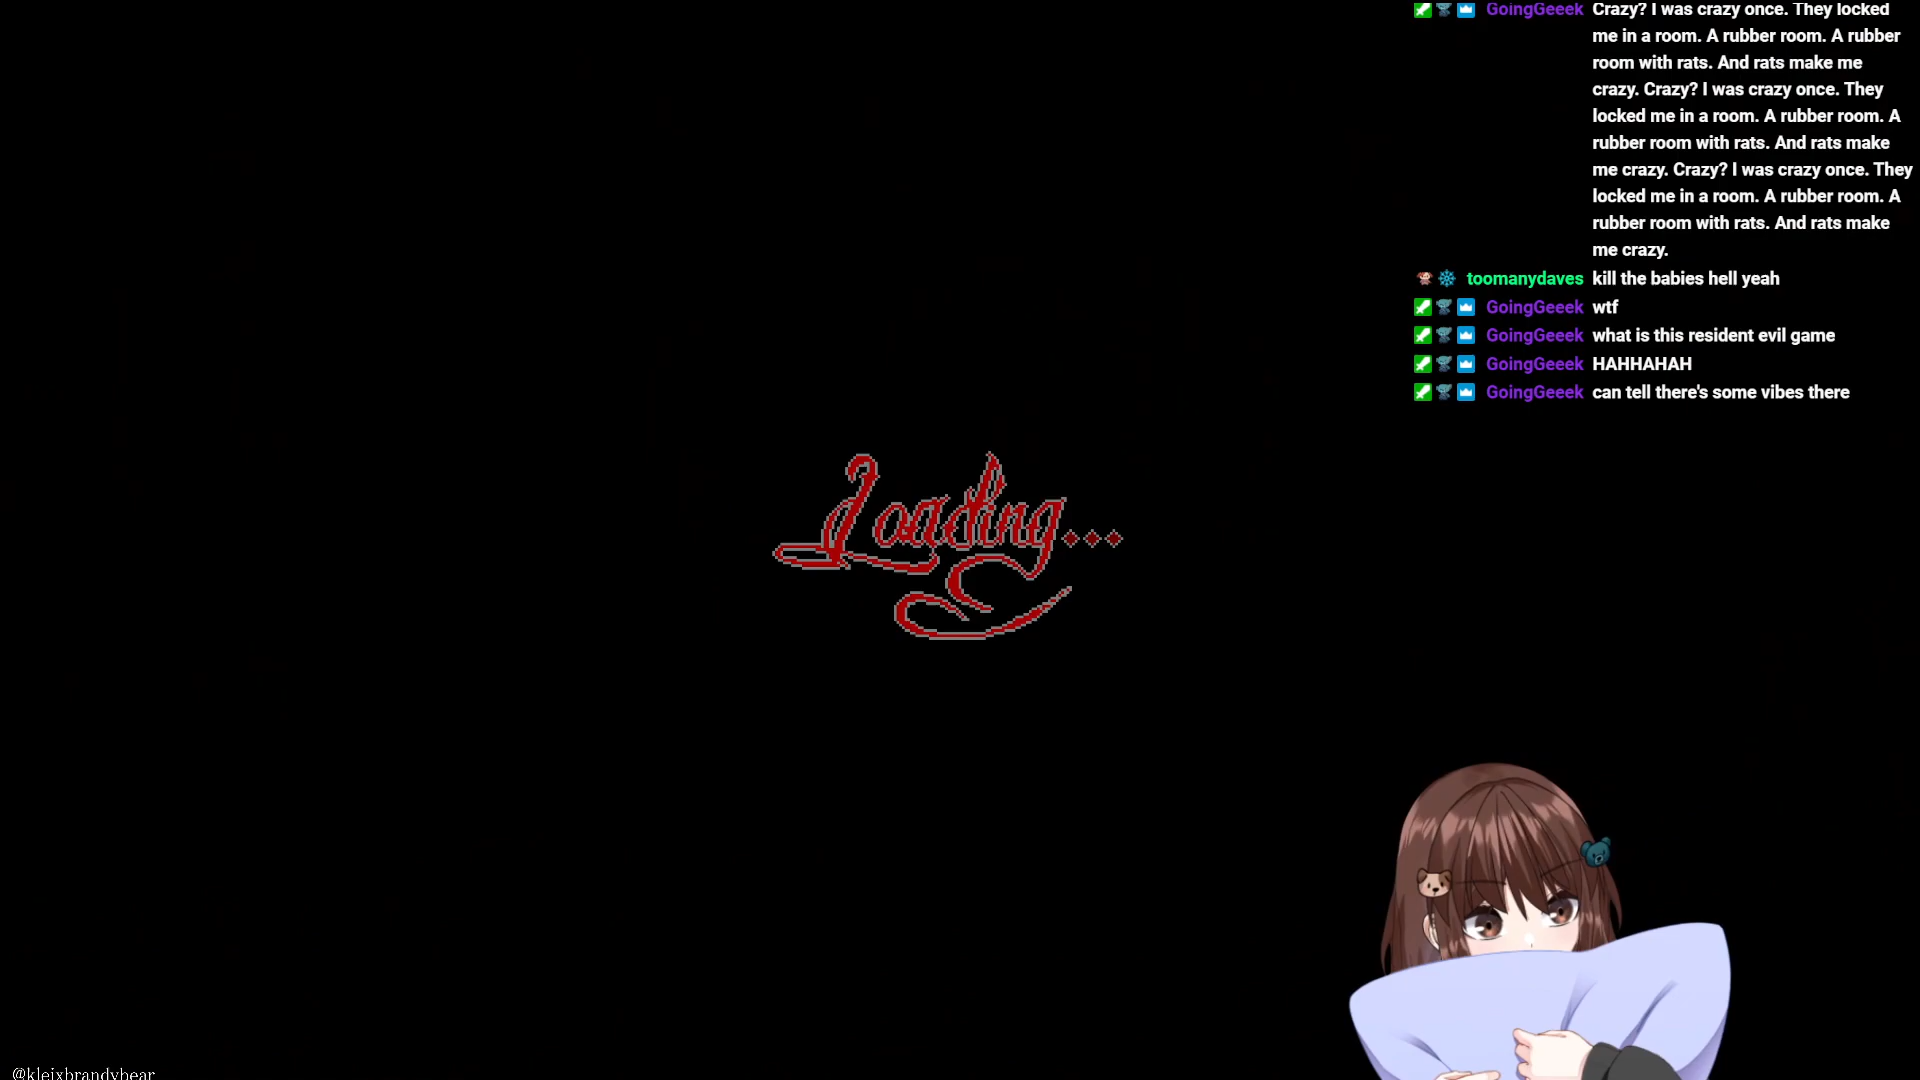 GoingGeeek Crazy? I was crazy once. They locked
me in a room. A rubber room. A rubber
room with rats. And rats make me
crazy. Crazy? I was crazy once. They
locked me in a room. A rubber room. A
rubber room with rats. And rats make
me crazy. Crazy? I was crazy once. They
locked me in a room. A rubber room. A
rubber room with rats. And rats make
me crazy.
toomanydaves kill the babies hell yeah
GoingGeeek wtf
GoingGeeek what is this resident evil game
GoingGeeek HAHHAHAH
GoingGeeek can tell there's some vibes there
Loading...
@kleixbrandybear